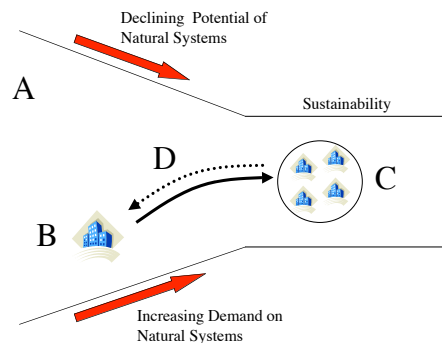 Declining Potential of
Natural Systems
A
Sustainability
D
C
B
Increasing Demand on
Natural Systems